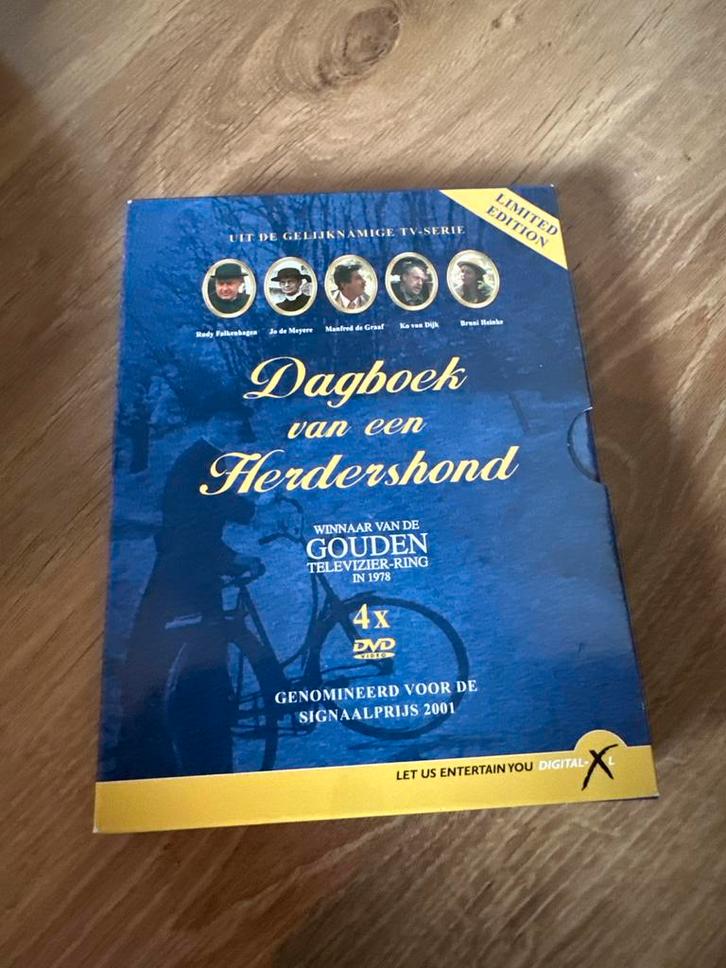 LIMITED
EDITION
UIT DE GELIJKNAMIGE TV-SERIE
Rudy Falkenhagen Jo de Meyere Manfred de Graaf Ko van Dijk Bruni Heinke
Dagboek
van een
Herdershond
WINNAAR VAN DE
GOUDEN
TELEVIZIER-RING
IN 1978
4x
DVD
VIDEO
GENOMINEERD VOOR DE
SIGNAALPRIJS 2001
LET US ENTERTAIN YOU DIGITAL-XL